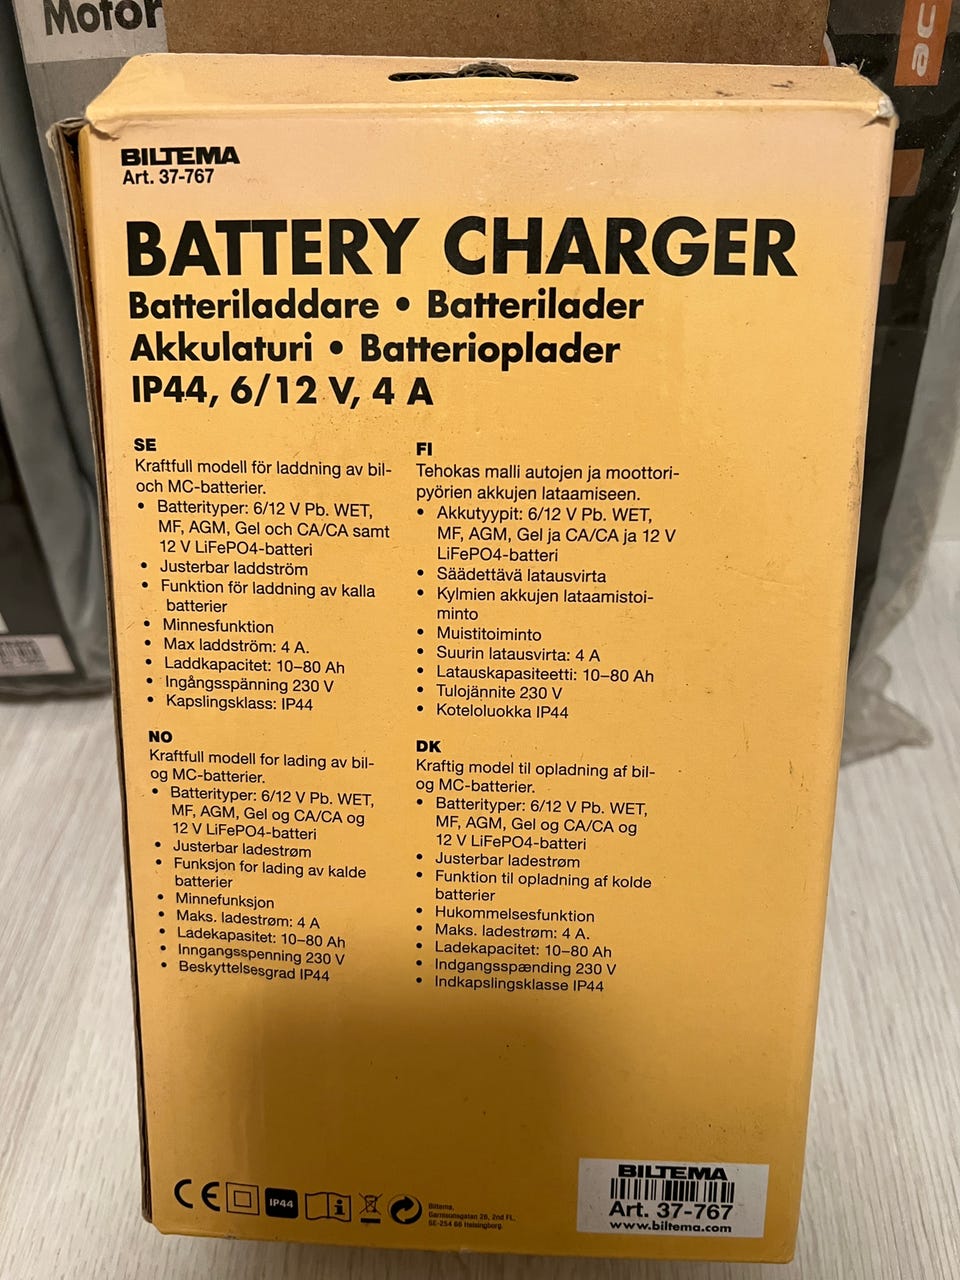 Motor
ac
BILTEMA
Art. 37-767
BATTERY CHARGER
Batteriladdare • Batterilader
Akkulaturi • Batterioplader
IP44, 6/12 V, 4 A
SE
Kraftfull modell för laddning av bil-
och MC-batterier.
• Batterityper: 6/12 V Pb. WET,
MF, AGM, Gel och CA/CA samt
12 V LiFePO4-batteri
• Justerbar laddström
• Funktion för laddning av kalla
batterier
• Minnesfunktion
• Max laddström: 4 A.
• Laddkapacitet: 10–80 Ah
• Ingångsspänning 230 V
• Kapslingsklass: IP44
FI
Tehokas malli autojen ja moottori-
pyörien akkujen lataamiseen.
• Akkutyypit: 6/12 V Pb. WET,
MF, AGM, Gel ja CA/CA ja 12 V
LiFePO4-batteri
• Säädettävä latausvirta
• Kylmien akkujen lataamistoi-
minto
• Muistitoiminto
• Suurin latausvirta: 4 A
• Latauskapasiteetti: 10–80 Ah
• Tulojännite 230 V
• Koteloluokka IP44
NO
Kraftfull modell for lading av bil-
og MC-batterier.
• Batterityper: 6/12 V Pb. WET,
MF, AGM, Gel og CA/CA og
12 V LiFePO4-batteri
• Justerbar ladestrøm
• Funksjon for lading av kalde
batterier
• Minnefunksjon
• Maks. ladestrøm: 4 A
• Ladekapasitet: 10–80 Ah
• Inngangsspenning 230 V
• Beskyttelsesgrad IP44
DK
Kraftig model til opladning af bil-
og MC-batterier.
• Batterityper: 6/12 V Pb. WET,
MF, AGM, Gel og CA/CA og
12 V LiFePO4-batteri
• Justerbar ladestrøm
• Funktion til opladning af kolde
batterier
• Hukommelsesfunktion
• Maks. ladestrøm: 4 A.
• Ladekapacitet: 10–80 Ah
• Indgangsspænding 230 V
• Indkapslingsklasse IP44
CE
IP44
i
Biltema,
Garnisonsgatan 26, 2nd FL,
SE-254 66 Helsingborg.
BILTEMA
Art. 37-767
www.biltema.com